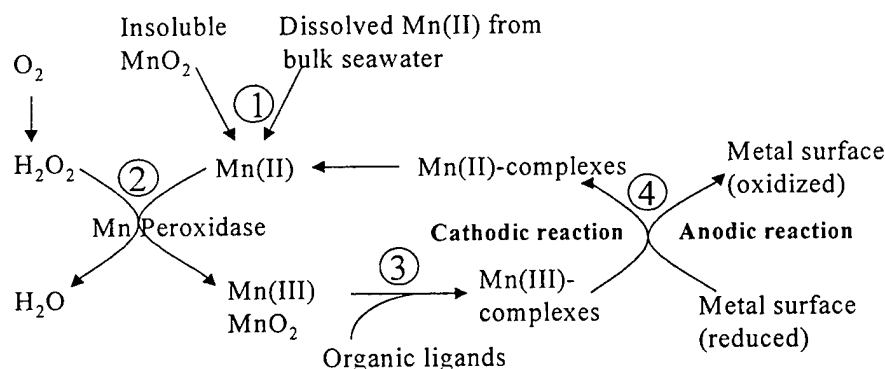 Insoluble
MnO₂
Dissolved Mn(II) from
bulk seawater
O₂
1
H₂O₂
2
Mn(II)
Mn(II)-complexes
4
Metal surface
(oxidized)
Mn Peroxidase
Cathodic reaction
Anodic reaction
H₂O
Mn(III)
MnO₂
3
Mn(III)-
complexes
Metal surface
(reduced)
Organic ligands